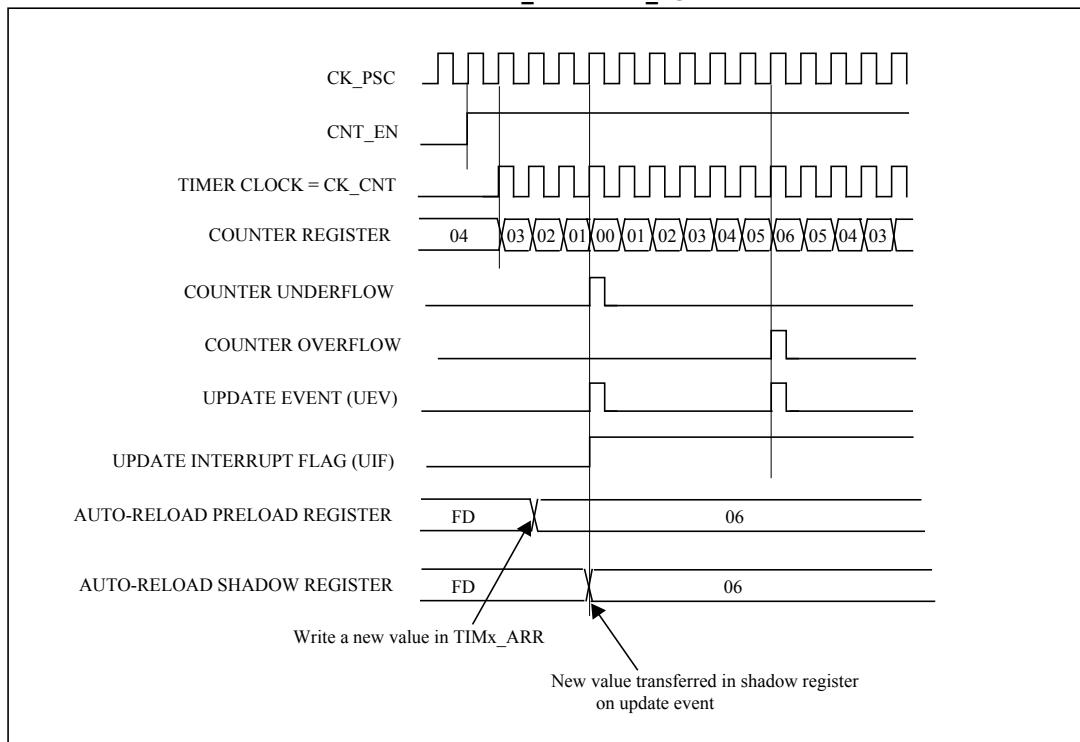 CK_PSC
CNT_EN
TIMER CLOCK = CK_CNT
COUNTER REGISTER
04 03 02 01 00 01 02 03 04 05 06 05 04 03
COUNTER UNDERFLOW
COUNTER OVERFLOW
UPDATE EVENT (UEV)
UPDATE INTERRUPT FLAG (UIF)
AUTO-RELOAD PRELOAD REGISTER
FD 06
AUTO-RELOAD SHADOW REGISTER
FD 06
Write a new value in TIMx_ARR
New value transferred in shadow register
on update event